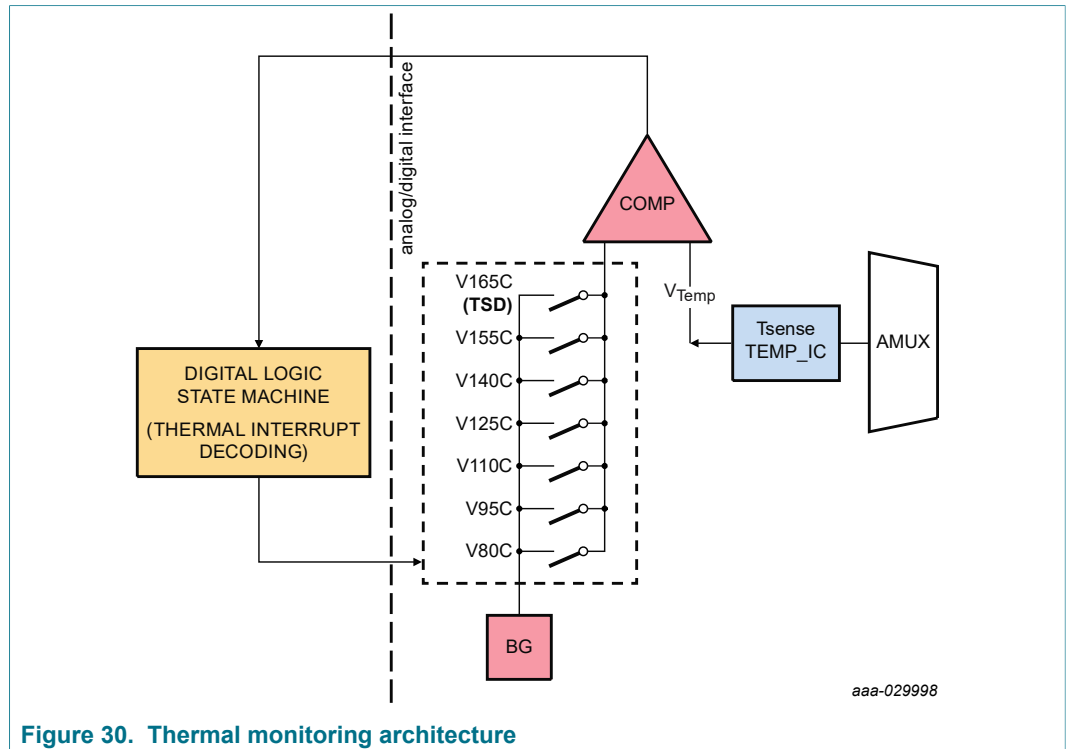 analog/digital interface
COMP
V165C
(TSD)
V155C
V140C
V125C
V110C
V95C
V80C
VTemp
Tsense
TEMP_IC
AMUX
DIGITAL LOGIC
STATE MACHINE
(THERMAL INTERRUPT
DECODING)
BG
aaa-029998
Figure 30. Thermal monitoring architecture